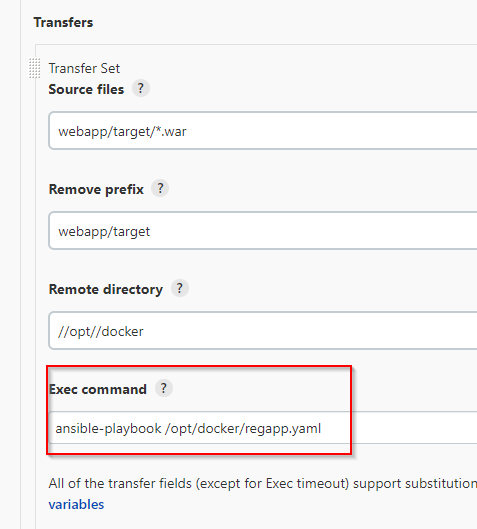 Transfers
Transfer Set
Source files ?
webapp/target/*.war
Remove prefix ?
webapp/target
Remote directory ?
//opt//docker
Exec command ?
ansible-playbook /opt/docker/regapp.yaml
All of the transfer fields (except for Exec timeout) support substitution
variables